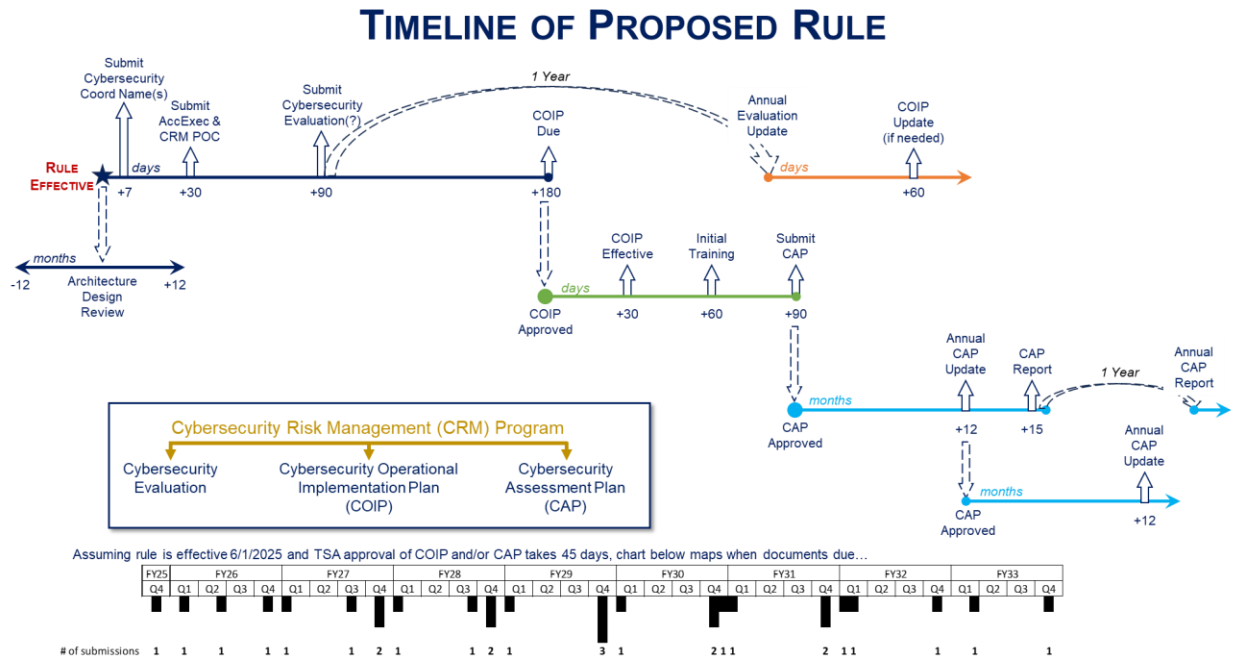 TIMELINE OF PROPOSED RULE
Submit
Cybersecurity
Coord Name(s)
Submit
AccExec &
CRM POC
Submit
Cybersecurity
Evaluation(?)
1 Year
COIP
Due
Annual
Evaluation
Update
COIP
Update
(if needed)
RULE
EFFECTIVE
days
+7
+30
+90
+180
days
+60
months
-12
+12
Architecture
Design
Review
COIP
Effective
Initial
Training
Submit
CAP
days
COIP
Approved
+30
+60
+90
Annual
CAP
Update
CAP
Report
1 Year
Annual
CAP
Report
months
CAP
Approved
+12
+15
Annual
CAP
Update
months
CAP
Approved
+12
Cybersecurity Risk Management (CRM) Program
Cybersecurity
Evaluation
Cybersecurity Operational
Implementation Plan
(COIP)
Cybersecurity
Assessment Plan
(CAP)
Assuming rule is effective 6/1/2025 and TSA approval of COIP and/or CAP takes 45 days, chart below maps when documents due…
FY25 FY26 FY27 FY28 FY29 FY30 FY31 FY32 FY33
Q4 Q1 Q2 Q3 Q4 Q1 Q2 Q3 Q4 Q1 Q2 Q3 Q4 Q1 Q2 Q3 Q4 Q1 Q2 Q3 Q4 Q1 Q2 Q3 Q4 Q1 Q2 Q3 Q4 Q1 Q2 Q3 Q4
# of submissions 1 1 1 1 1 1 2 1 1 2 1 3 1 2 1 1 2 1 1 1 1 1